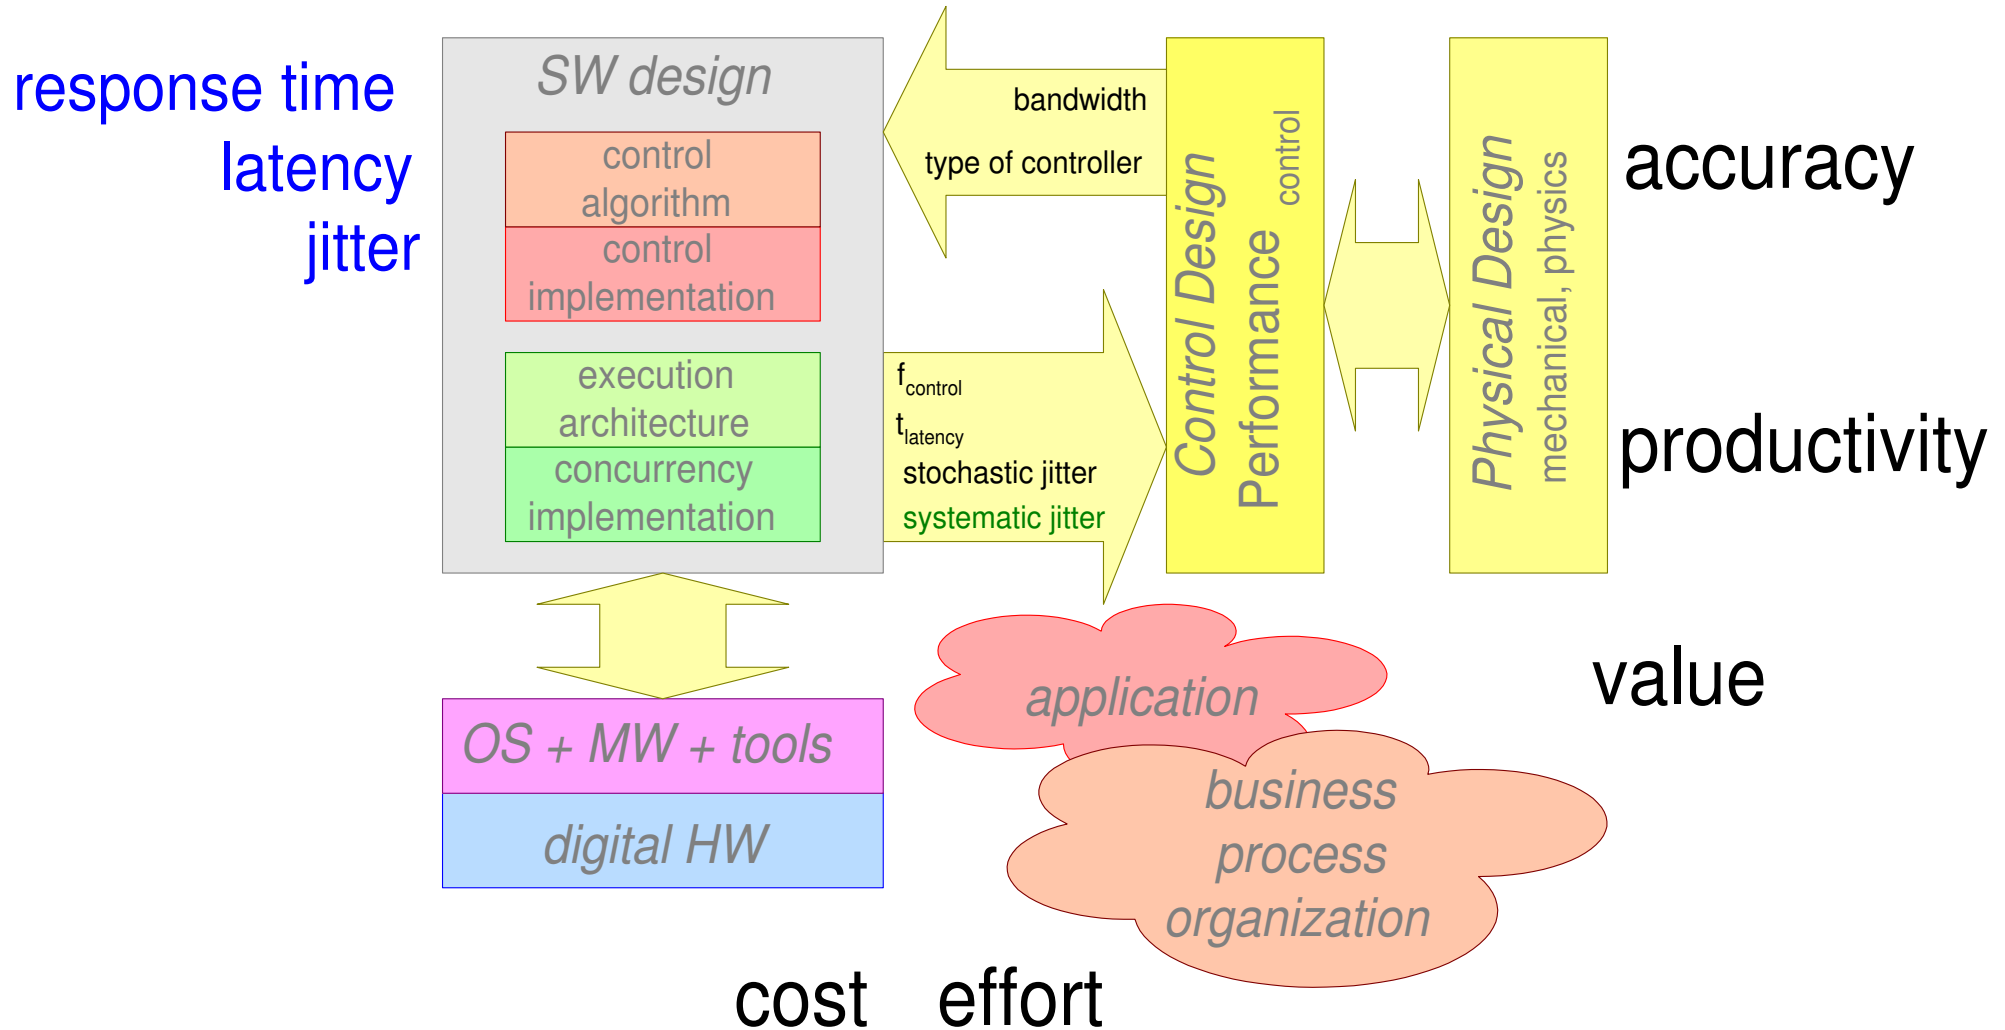 response time
latency
jitter
SW design
control
algorithm
control
implementation
execution
architecture
concurrency
implementation
bandwidth
type of controller
f control
t latency
stochastic jitter
systematic jitter
Control Design
Performance control
Physical Design
mechanical, physics
accuracy
productivity
value
OS + MW + tools
digital HW
application
business
process
organization
cost effort